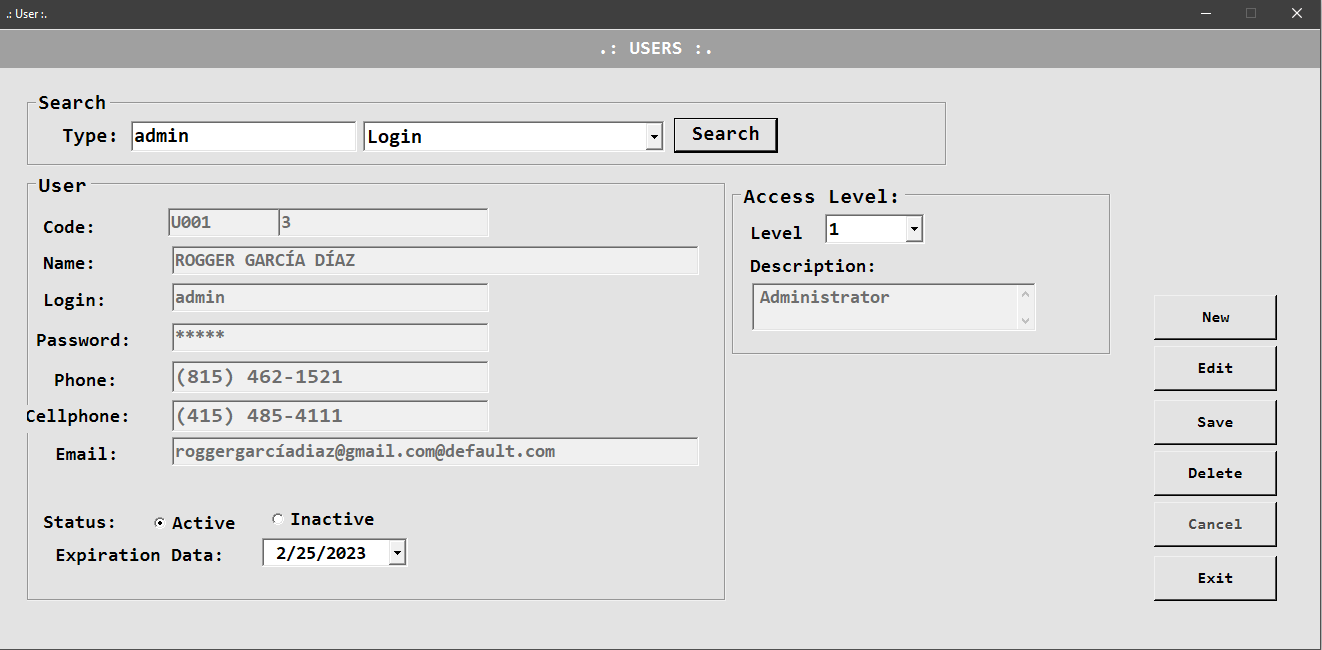 .: User :.
.: USERS :.
Search
Type: admin Login Search
User
Code: U001 3
Name: ROGGER GARCÍA DÍAZ
Login: admin
Password: *****
Phone: (815) 462-1521
Cellphone: (415) 485-4111
Email: roggergarcíadiaz@gmail.com@default.com
Status: Active Inactive
Expiration Data: 2/25/2023
Access Level:
Level 1
Description:
Administrator
New
Edit
Save
Delete
Cancel
Exit